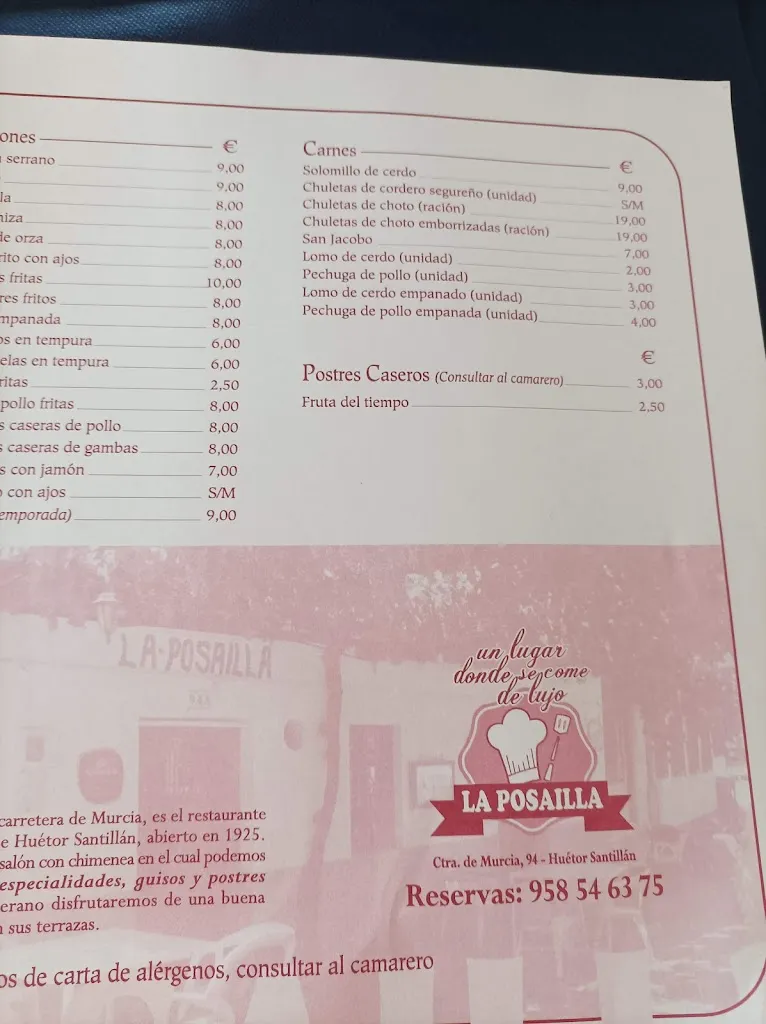 ones €
serrano 9,00
9,00
la 8,00
niza 8,00
de orza 8,00
rito con ajos 8,00
s fritas 10,00
res fritos 8,00
mpanada 8,00
os en tempura 6,00
elas en tempura 6,00
ritas 2,50
pollo fritas 8,00
s caseras de pollo 8,00
s caseras de gambas 8,00
s con jamón 7,00
o con ajos S/M
emporada) 9,00
Carnes €
Solomillo de cerdo 9,00
Chuletas de cordero segureño (unidad) S/M
Chuletas de choto (ración) 19,00
Chuletas de choto emborrizadas (ración) 19,00
San Jacobo 7,00
Lomo de cerdo (unidad) 2,00
Pechuga de pollo (unidad) 3,00
Lomo de cerdo empanado (unidad) 3,00
Pechuga de pollo empanada (unidad) 4,00
€
Postres Caseros (Consultar al camarero) 3,00
Fruta del tiempo 2,50
LA·POSAILLA
un lugar
donde se come
de lujo
LA POSAILLA
Ctra. de Murcia, 94 - Huétor Santillán
Reservas: 958 54 63 75
carretera de Murcia, es el restaurante
e Huétor Santillán, abierto en 1925.
salón con chimenea en el cual podemos
especialidades, guisos y postres
erano disfrutaremos de una buena
n sus terrazas.
os de carta de alérgenos, consultar al camarero